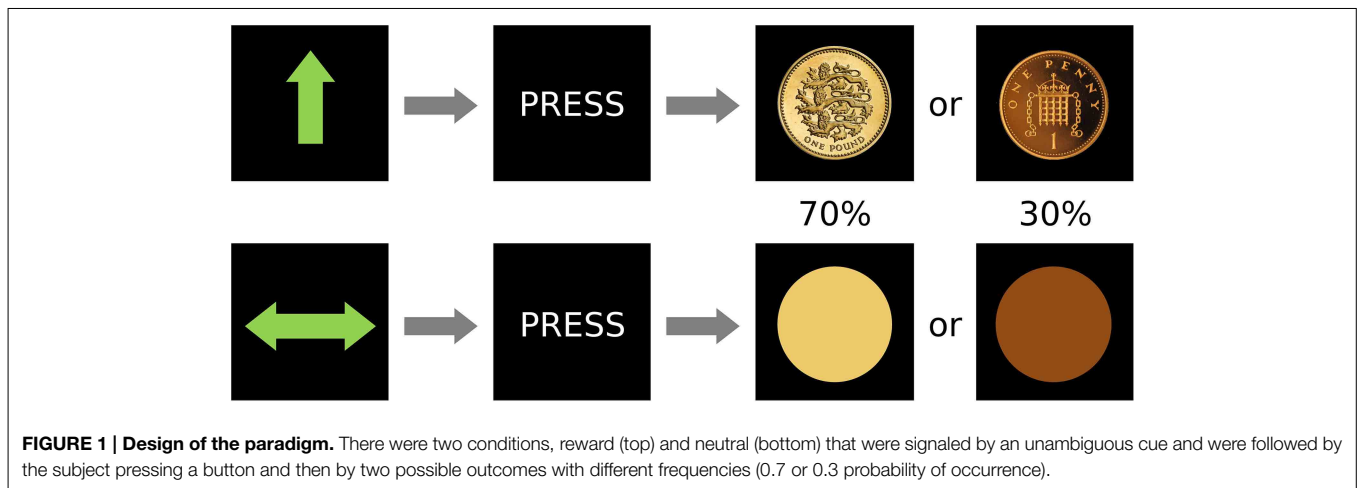 PRESS
ONE POUND
or
ONE PENNY
1
70%
30%
PRESS
or
FIGURE 1 | Design of the paradigm. There were two conditions, reward (top) and neutral (bottom) that were signaled by an unambiguous cue and were followed by
the subject pressing a button and then by two possible outcomes with different frequencies (0.7 or 0.3 probability of occurrence).